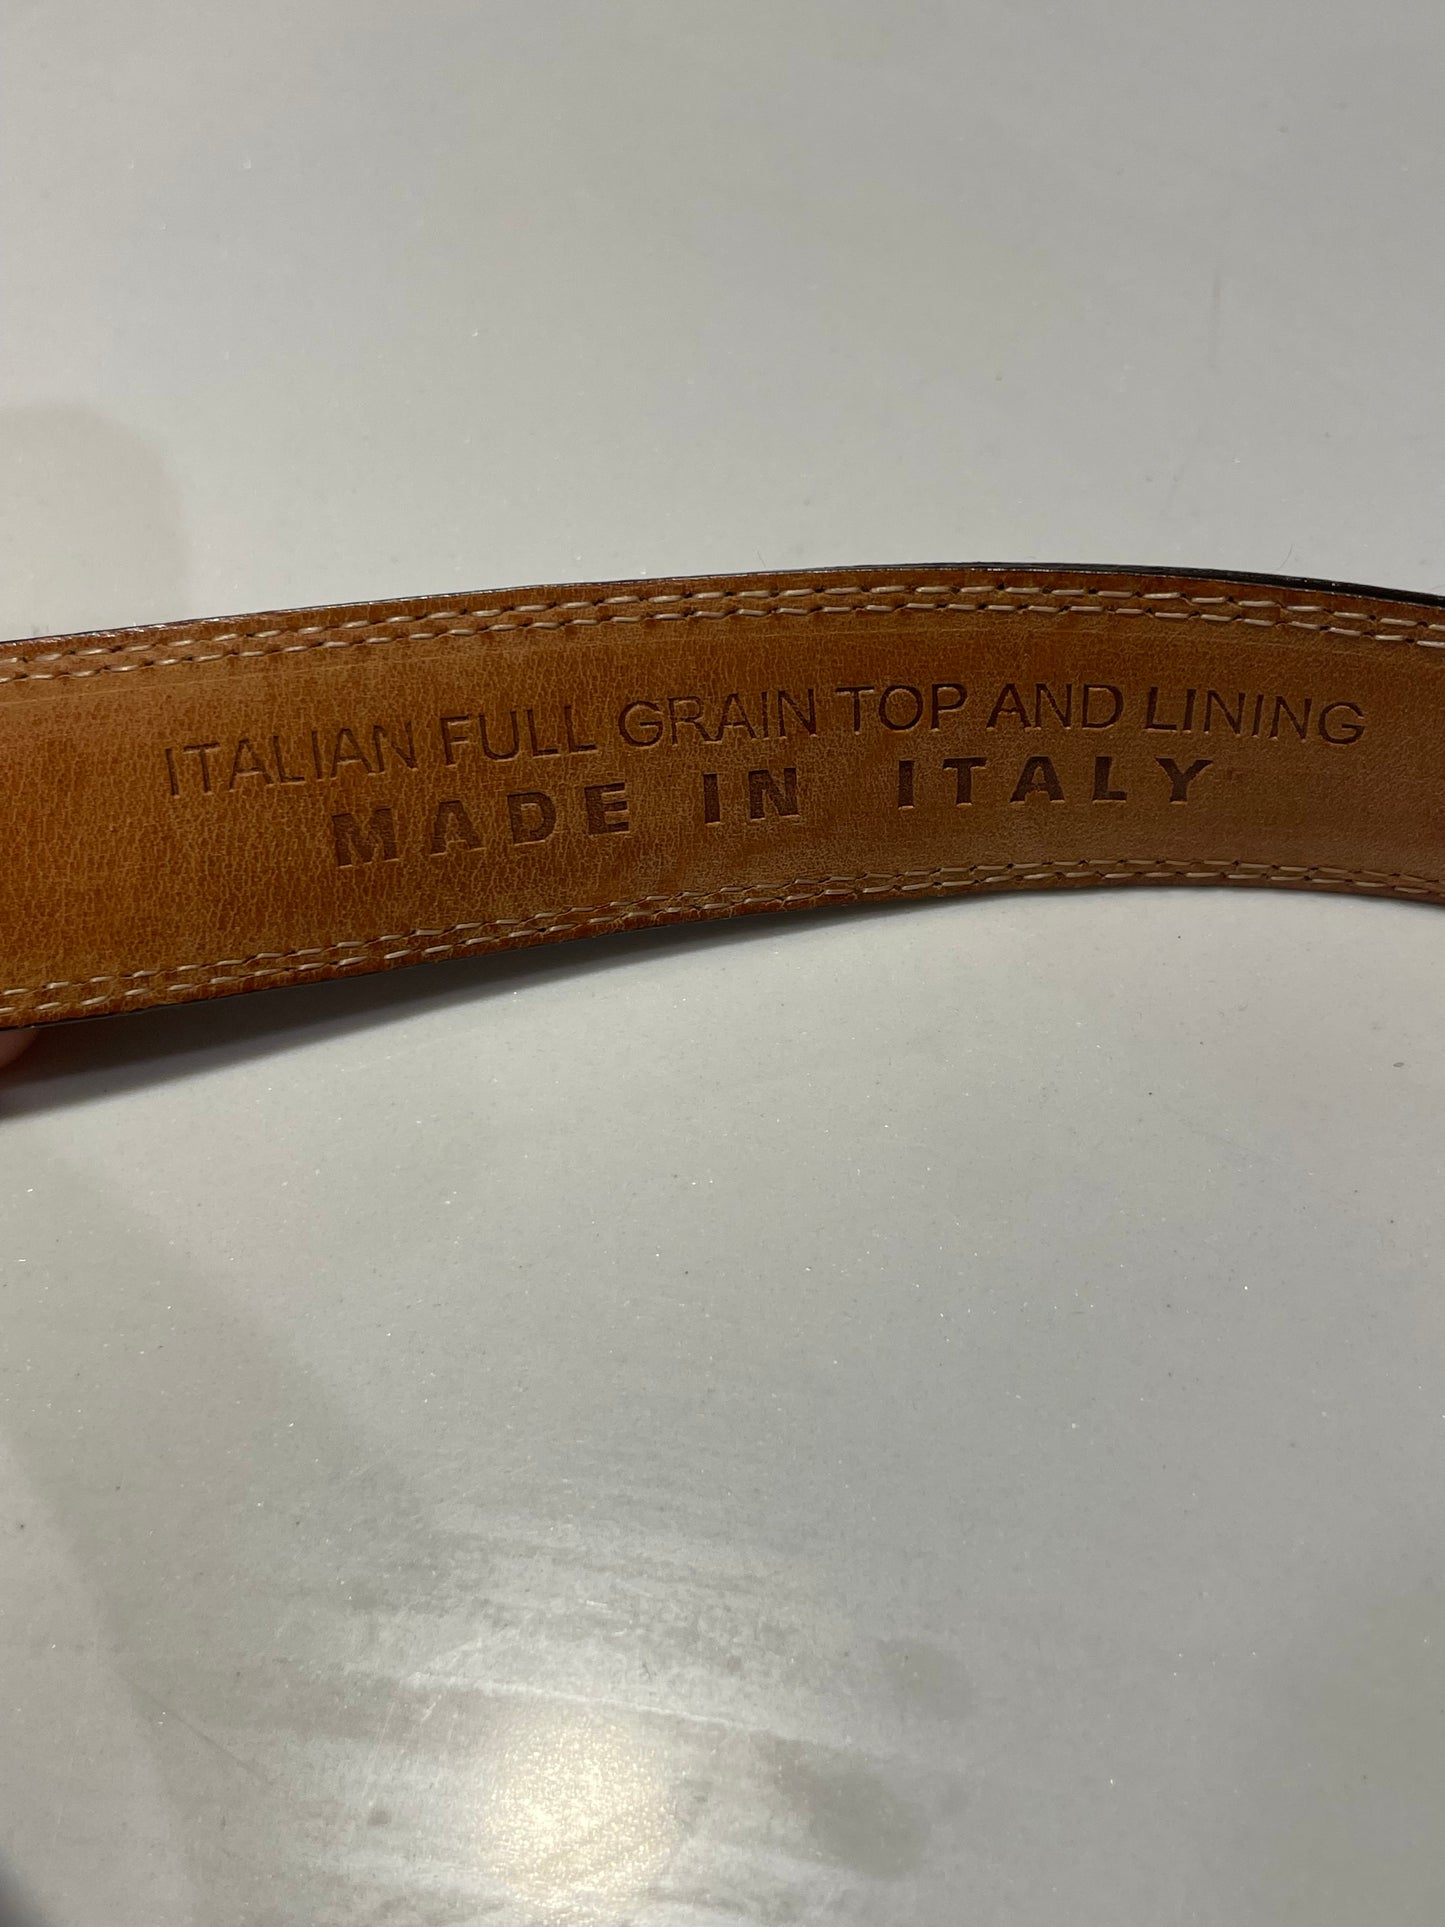 ITALIAN FULL GRAIN TOP AND LINING
MADE IN ITALY